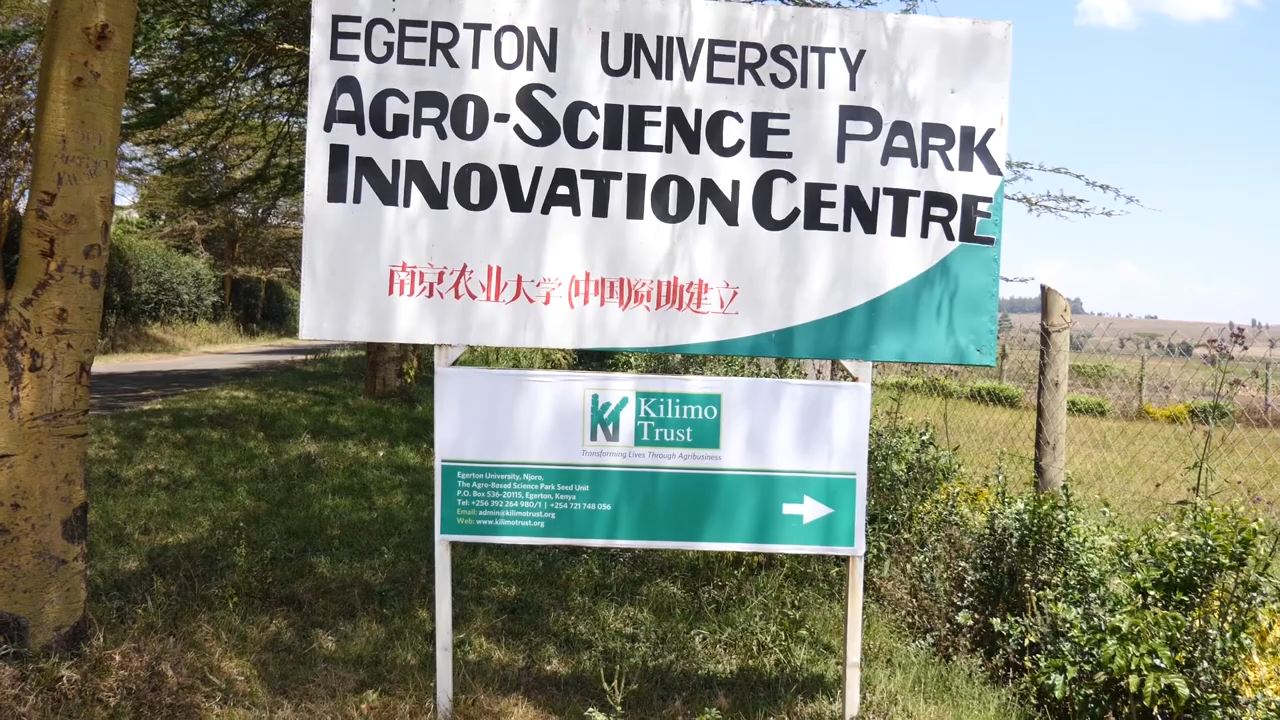 EGERTON UNIVERSITY
AGRO-SCIENCE PARK
INNOVATION CENTRE
南京农业大学(中国)资助建立
Kilimo
Trust
Transforming Lives Through Agribusiness
Egerton University, Njoro,
The Agro-Based Science Park Seed Unit
P.O. Box 536-20115, Egerton, Kenya
Tel: +256 392 264 980/1 | +254 721 748 056
Email: admin@kilimotrust.org
Web: www.kilimotrust.org